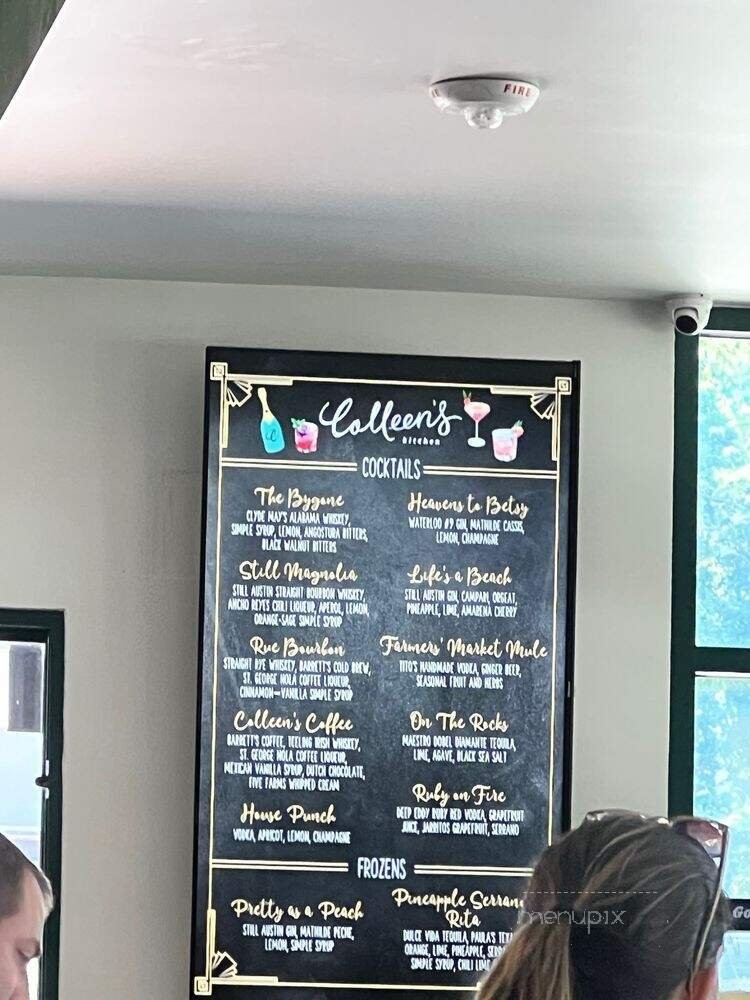 FIRE
Colleen's
kitchen
COCKTAILS
The Bygone
CLYDE MAY'S ALABAMA WHISKEY,
SIMPLE SYRUP, LEMON, ANGOSTURA BITTERS,
BLACK WALNUT BITTERS
Still Magnolia
STILL AUSTIN STRAIGHT BOURBON WHISKEY,
ANCHO REYES CHILI LIQUEUR, APEROL, LEMON,
ORANGE-SAGE SIMPLE SYRUP
Rue Bourbon
STRAIGHT RYE WHISKEY, BARRETT'S COLD BREW,
ST. GEORGE NOLA COFFEE LIQUEUR,
CINNAMON-VANILLA SIMPLE SYRUP
Colleen's Coffee
BARRETT'S COFFEE, TEELING IRISH WHISKEY,
ST. GEORGE NOLA COFFEE LIQUEUR,
MEXICAN VANILLA SYRUP, DUTCH CHOCOLATE,
FIVE FARMS WHIPPED CREAM
House Punch
VODKA, APRICOT, LEMON, CHAMPAGNE
Heavens to Betsy
WATERLOO #9 GIN, MATHILDE CASSIS,
LEMON, CHAMPAGNE
Life's a Beach
STILL AUSTIN GIN, CAMPARI, ORGEAT,
PINEAPPLE, LIME, AMARENA CHERRY
Farmers' Market Mule
TITO'S HANDMADE VODKA, GINGER BEER,
SEASONAL FRUIT AND HERBS
On The Rocks
MAESTRO DOBEL DIAMANTE TEQUILA,
LIME, AGAVE, BLACK SEA SALT
Ruby on Fire
DEEP EDDY RUBY RED VODKA, GRAPEFRUIT
JUICE, JARRITOS GRAPEFRUIT, SERRANO
FROZENS
Pretty as a Peach
STILL AUSTIN GIN, MATHILDE PECHE,
LEMON, SIMPLE SYRUP
Pineapple Serrano
Rita
DULCE VIDA TEQUILA, PAULA'S TEXA
ORANGE, LIME, PINEAPPLE, SERR
SIMPLE SYRUP, CHILI LIME
menupix
Go